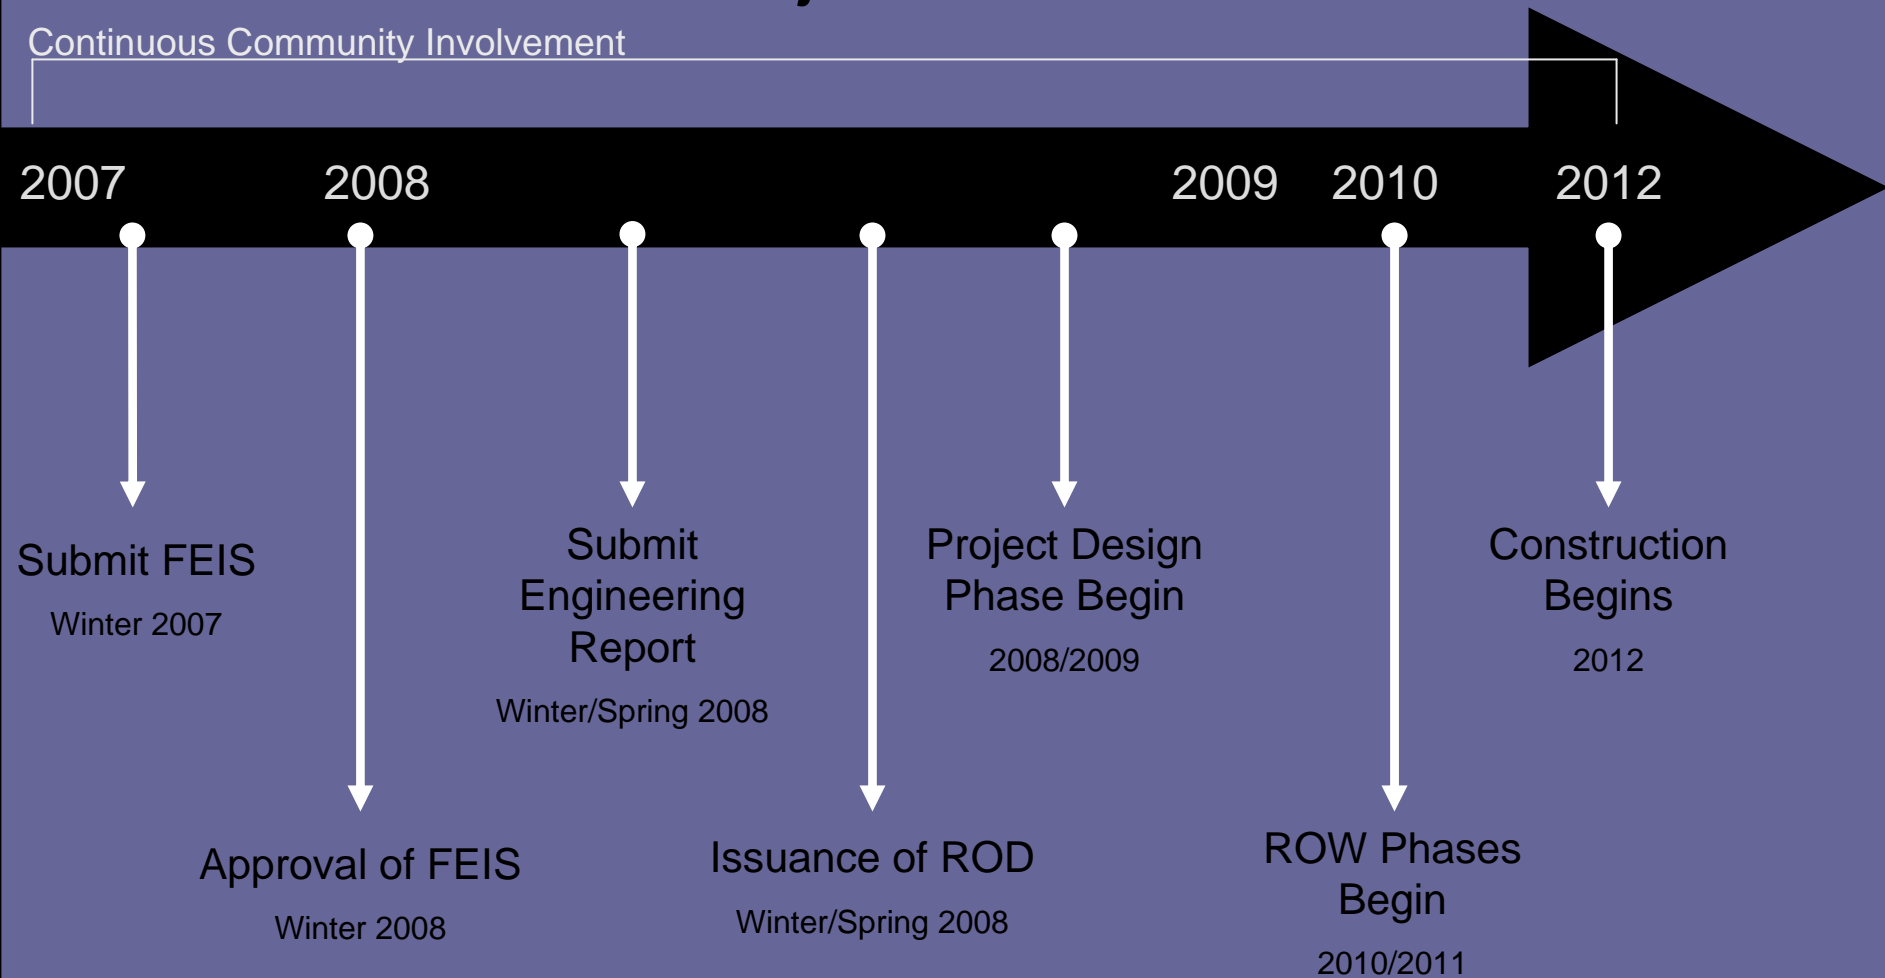 Continuous Community Involvement
2007 2008 2009 2010 2012
Submit FEIS
Winter 2007
Approval of FEIS
Winter 2008
Submit
Engineering
Report
Winter/Spring 2008
Issuance of ROD
Winter/Spring 2008
Project Design
Phase Begin
2008/2009
ROW Phases
Begin
2010/2011
Construction
Begins
2012